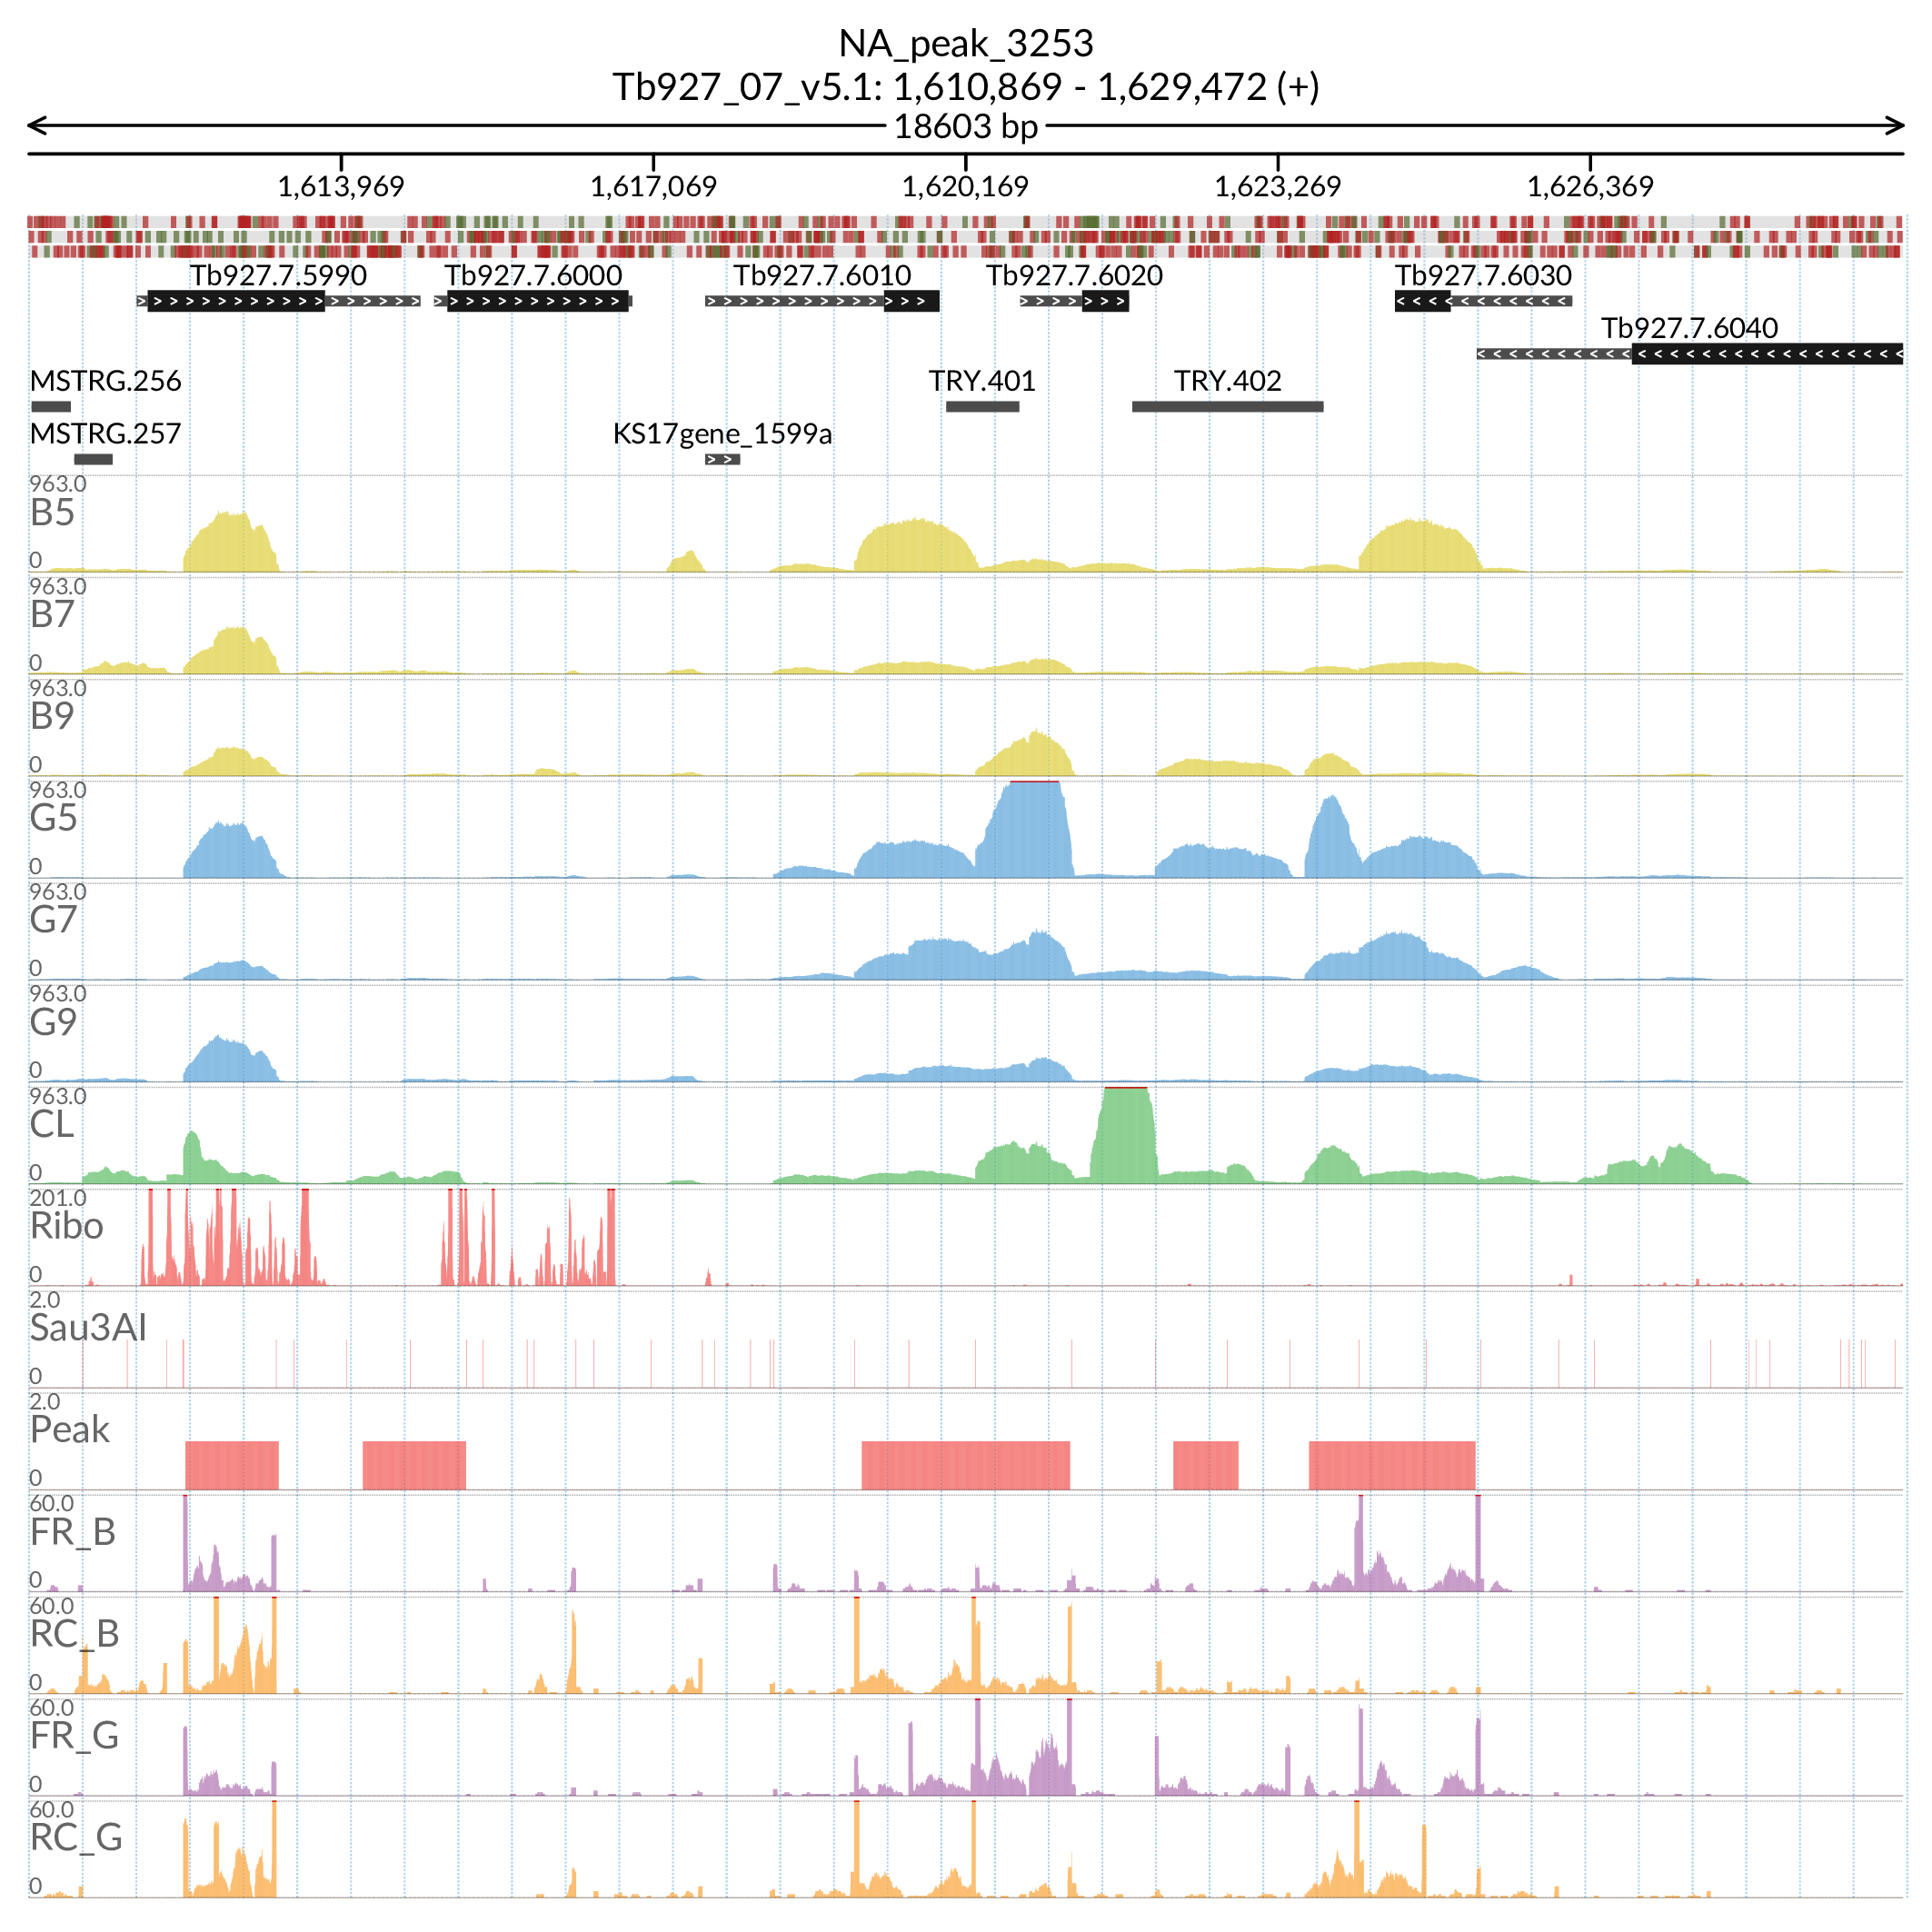 NA_peak_3253
Tb927_07_v5.1: 1,610,869 - 1,629,472 (+)
18603 bp
1,613,969 1,617,069 1,620,169 1,623,269 1,626,369
Tb927.7.5990 Tb927.7.6000 Tb927.7.6010 Tb927.7.6020 Tb927.7.6030
Tb927.7.6040
MSTRG.256 TRY.401 TRY.402
MSTRG.257 KS17gene_1599a
963.0
B5
0
963.0
B7
0
963.0
B9
0
963.0
G5
0
963.0
G7
0
963.0
G9
0
963.0
CL
0
201.0
Ribo
0
2.0
Sau3AI
0
2.0
Peak
0
60.0
FR_B
0
60.0
RC_B
0
60.0
FR_G
0
60.0
RC_G
0